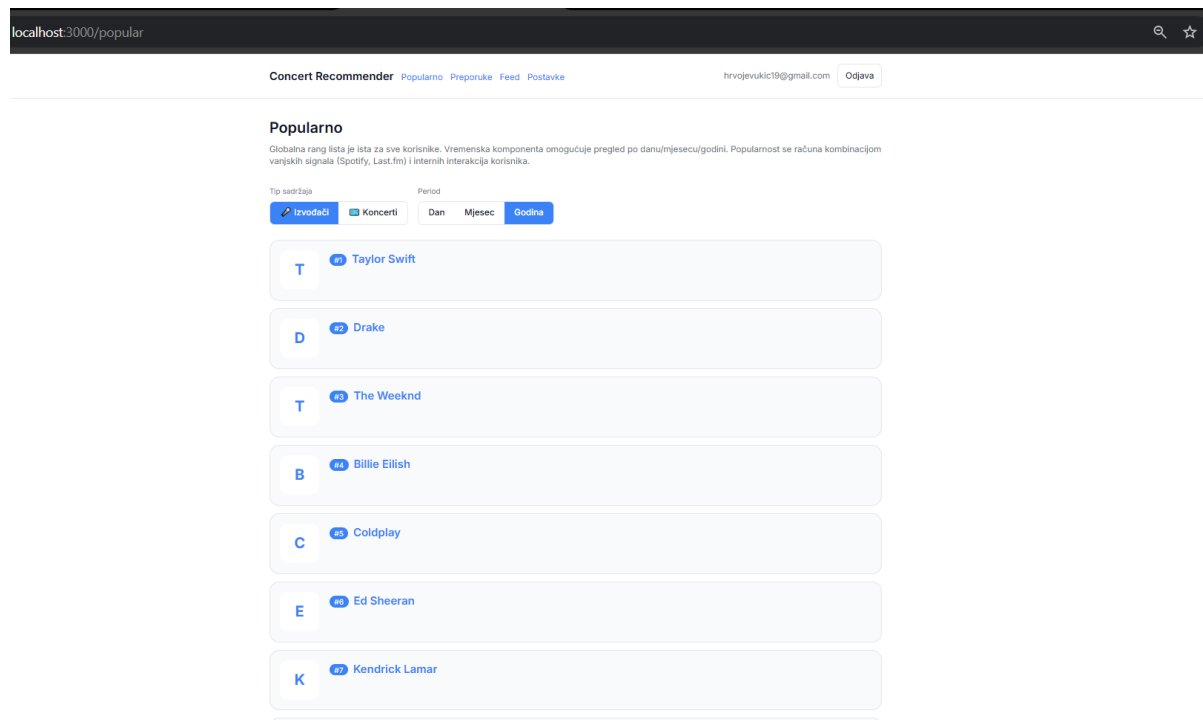 localhost:3000/popular
Concert Recommender Popularno Preporuke Feed Postavke hrvojevukic19@gmail.com Odjava
Popularno
Globalna rang lista je ista za sve korisnike. Vremenska komponenta omogućuje pregled po danu/mjesecu/godini. Popularnost se računa kombinacijom
vanjskih signala (Spotify, Last.fm) i internih interakcija korisnika.
Tip sadržaja Period
Izvođači Koncerti Dan Mjesec Godina
T #1 Taylor Swift
D #2 Drake
T #3 The Weeknd
B #4 Billie Eilish
C #5 Coldplay
E #6 Ed Sheeran
K #7 Kendrick Lamar